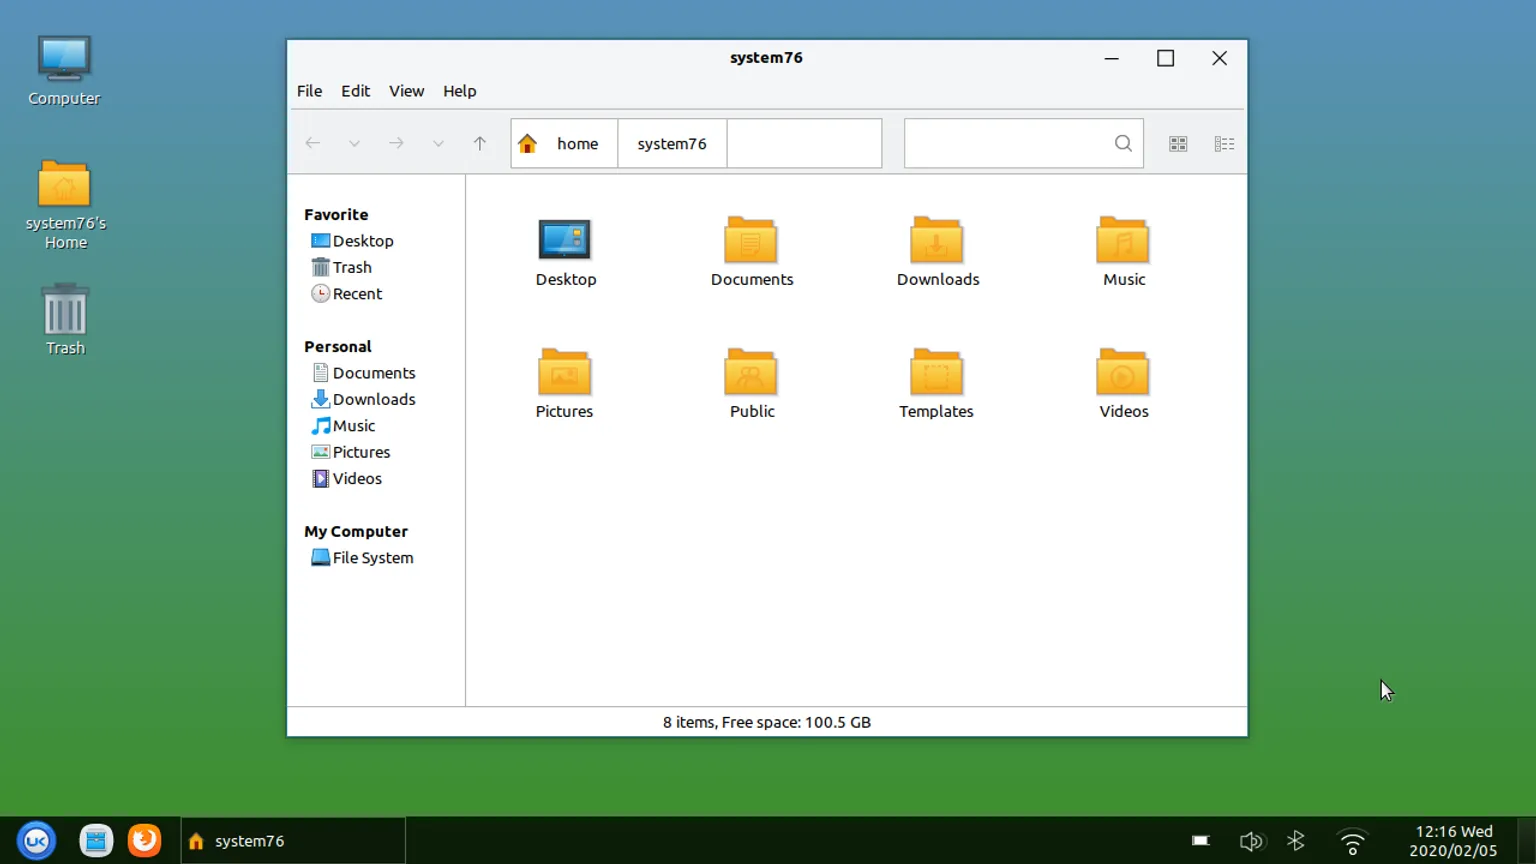 Computer
system76's
Home
Trash
system76
File Edit View Help
home system76
Favorite
Desktop
Trash
Recent
Personal
Documents
Downloads
Music
Pictures
Videos
My Computer
File System
Desktop Documents Downloads Music
Pictures Public Templates Videos
8 items, Free space: 100.5 GB
UK
system76
12:16 Wed
2020/02/05